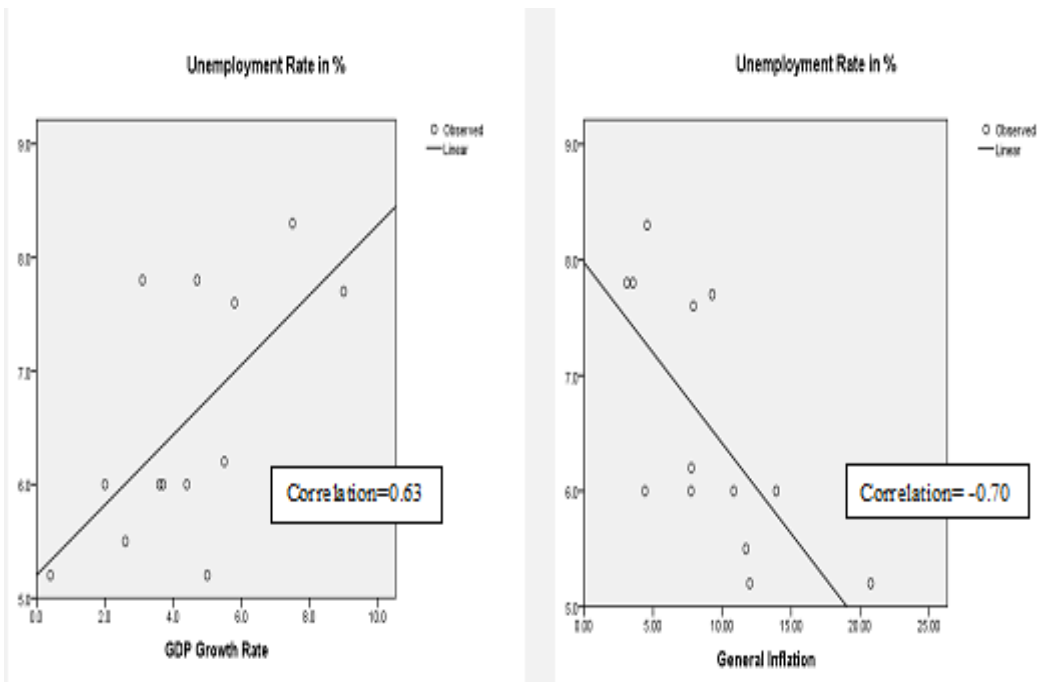 Unemployment Rate in %
Observed
Linear
9.0
8.0
7.0
6.0
5.0
0.0 2.0 4.0 6.0 8.0 10.0
GDP Growth Rate
Correlation=0.63
Unemployment Rate in %
Observed
Linear
9.0
8.0
7.0
6.0
5.0
0.00 5.00 10.00 15.00 20.00 25.00
General Inflation
Correlation= -0.70